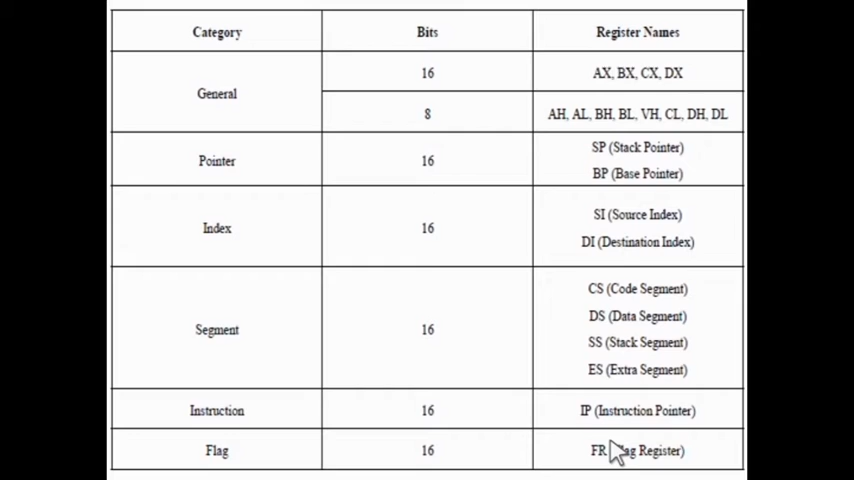 Category Bits Register Names
General 16 AX, BX, CX, DX
8 AH, AL, BH, BL, VH, CL, DH, DL
Pointer 16 SP (Stack Pointer)
BP (Base Pointer)
Index 16 SI (Source Index)
DI (Destination Index)
Segment 16 CS (Code Segment)
DS (Data Segment)
SS (Stack Segment)
ES (Extra Segment)
Instruction 16 IP (Instruction Pointer)
Flag 16 FR Register)